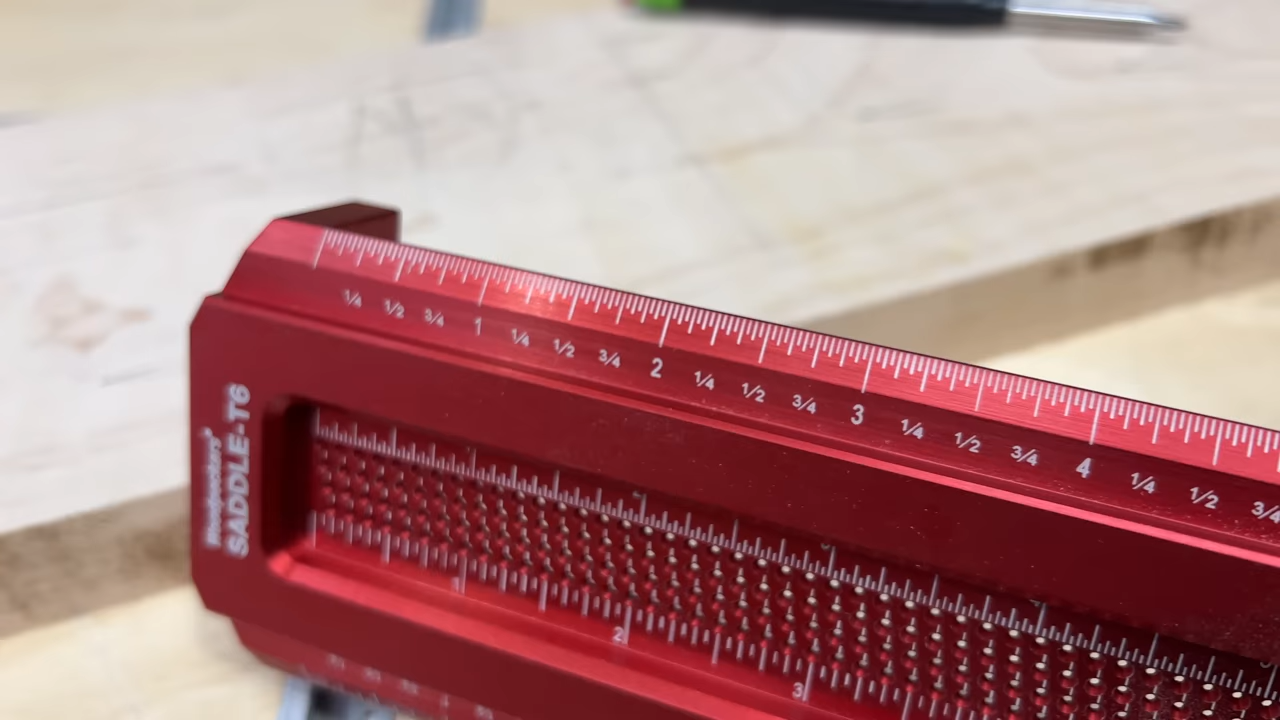 1/4 1/2 3/4 1 1/4 1/2 3/4 2 1/4 1/2 3/4 3 1/4 1/2 3/4 4 1/4 1/2 3/4
Woodpeckers®
SADDLE-T6
2 3